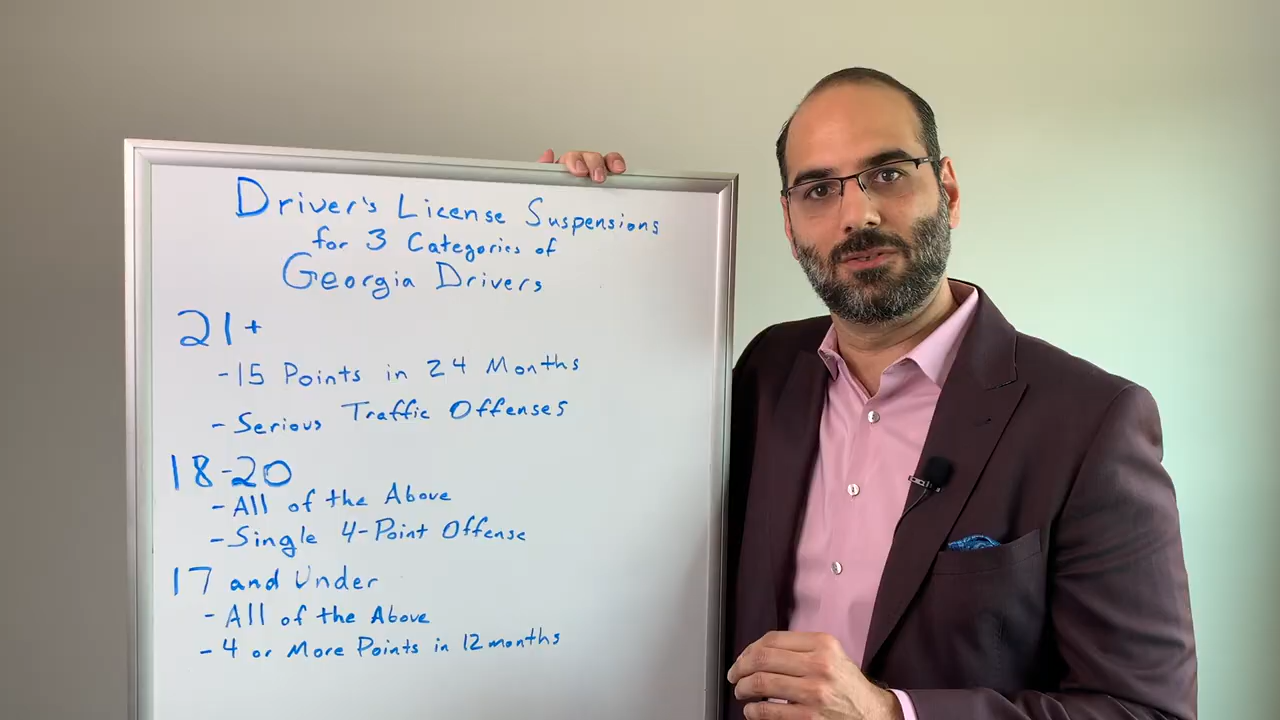 Driver's License Suspensions
for 3 Categories of
Georgia Drivers
21+
-15 Points in 24 Months
- Serious Traffic Offenses
18-20
- All of the Above
- Single 4-Point Offense
17 and Under
- All of the Above
- 4 or More Points in 12 months